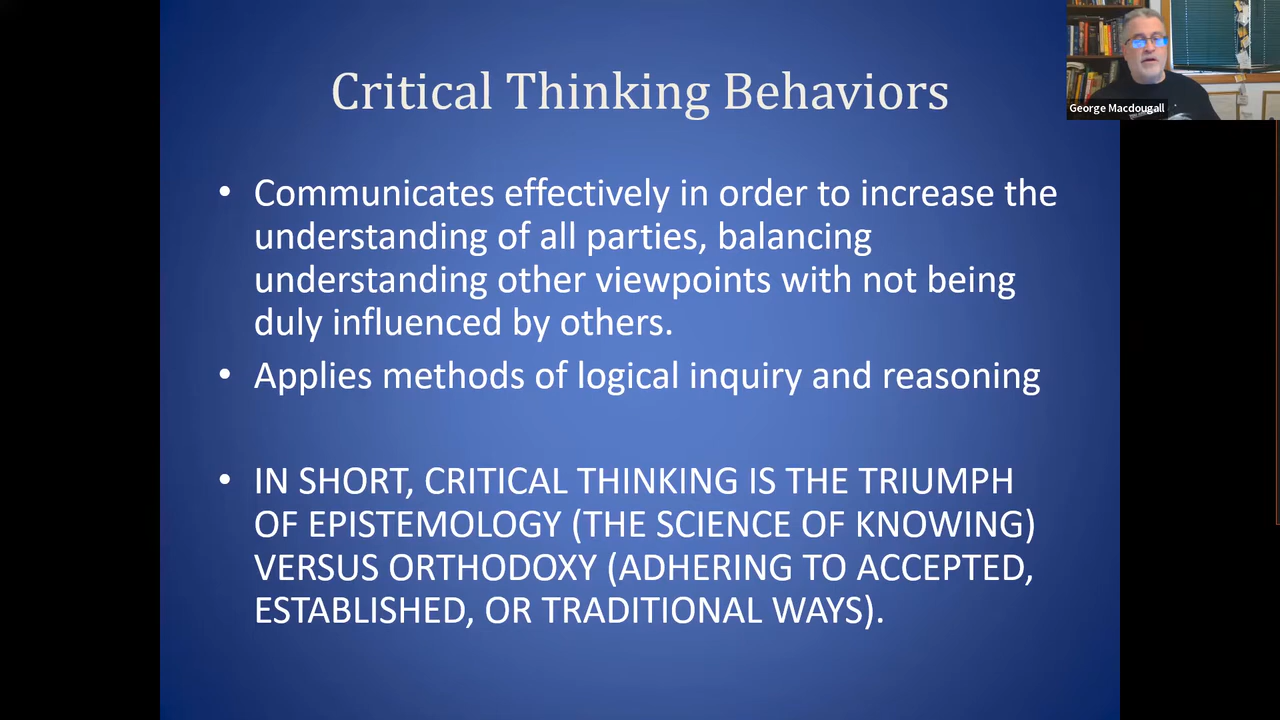 Critical Thinking Behaviors
George Macdougall
• Communicates effectively in order to increase the
understanding of all parties, balancing
understanding other viewpoints with not being
duly influenced by others.
• Applies methods of logical inquiry and reasoning
• IN SHORT, CRITICAL THINKING IS THE TRIUMPH
OF EPISTEMOLOGY (THE SCIENCE OF KNOWING)
VERSUS ORTHODOXY (ADHERING TO ACCEPTED,
ESTABLISHED, OR TRADITIONAL WAYS).